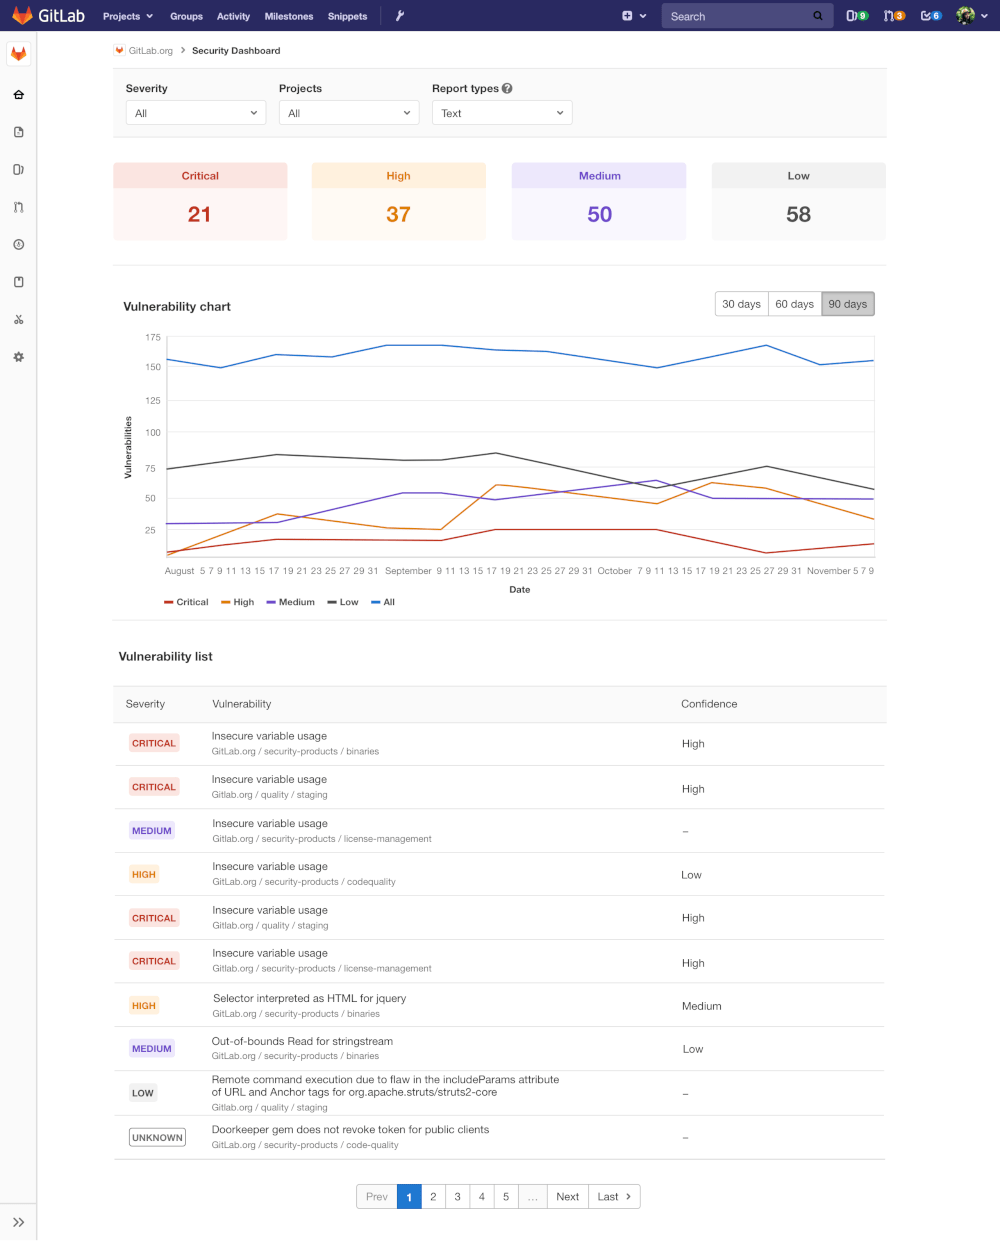 GitLab Projects Groups Activity Milestones Snippets Search 9 3 6
GitLab.org > Security Dashboard
Severity Projects Report types ?
All All Text
Critical High Medium Low
21 37 50 58
Vulnerability chart
30 days 60 days 90 days
175
150
125
100
75
50
25
Vulnerabilities
August 5 7 9 11 13 15 17 19 21 23 25 27 29 31 September 9 11 13 15 17 19 21 23 25 27 29 31 October 7 9 11 13 15 17 19 21 23 25 27 29 31 November 5 7 9
Date
Critical High Medium Low All
Vulnerability list
Severity Vulnerability Confidence
CRITICAL Insecure variable usage High
GitLab.org / security-products / binaries
CRITICAL Insecure variable usage High
Gitlab.org / quality / staging
MEDIUM Insecure variable usage –
Gitlab.org / security-products / license-management
HIGH Insecure variable usage Low
GitLab.org / security-products / codequality
CRITICAL Insecure variable usage High
Gitlab.org / quality / staging
CRITICAL Insecure variable usage High
Gitlab.org / security-products / license-management
HIGH Selector interpreted as HTML for jquery Medium
GitLab.org / security-products / binaries
MEDIUM Out-of-bounds Read for stringstream Low
GitLab.org / security-products / binaries
LOW Remote command execution due to flaw in the includeParams attribute –
of URL and Anchor tags for org.apache.struts/struts2-core
Gitlab.org / quality / staging
UNKNOWN Doorkeeper gem does not revoke token for public clients –
GitLab.org / security-products / code-quality
Prev 1 2 3 4 5 ... Next Last >